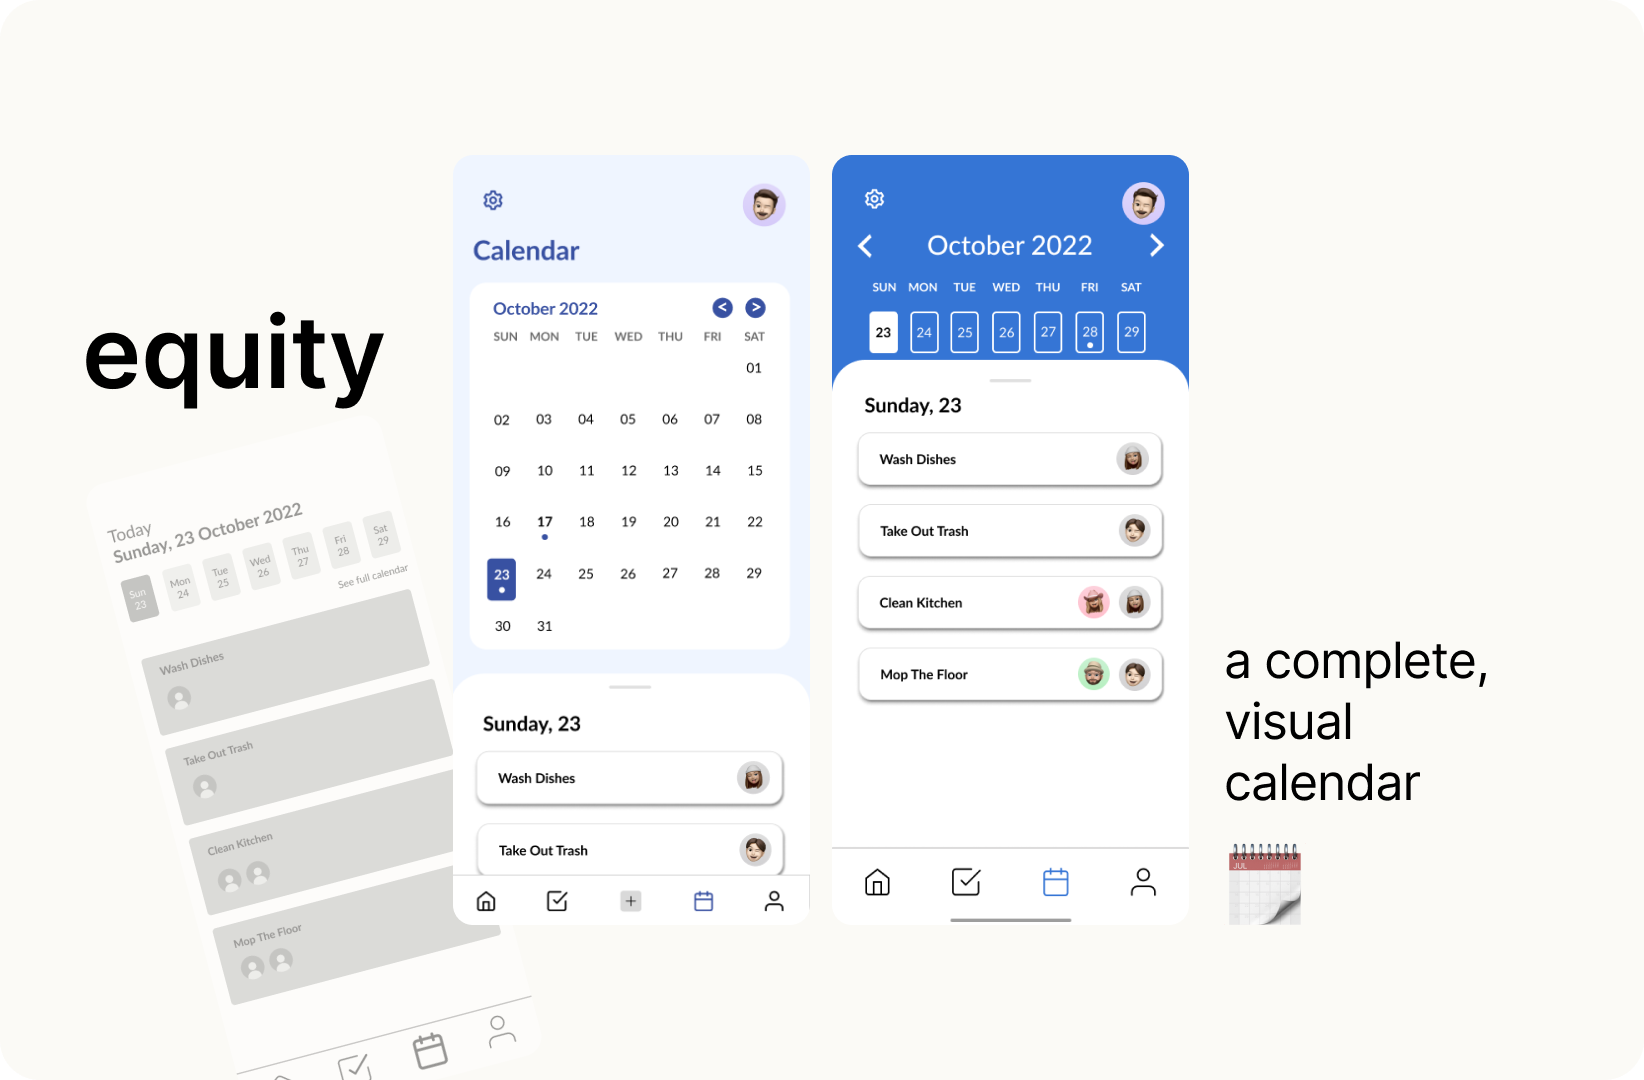 equity
Today
Sunday, 23 October 2022
Sun Mon Tue Wed Thu Fri Sat
23 24 25 26 27 28 29
See full calendar
Wash Dishes
Take Out Trash
Clean Kitchen
Mop The Floor
Calendar
October 2022 < >
SUN MON TUE WED THU FRI SAT
01
02 03 04 05 06 07 08
09 10 11 12 13 14 15
16 17 18 19 20 21 22
23 24 25 26 27 28 29
30 31
Sunday, 23
Wash Dishes
Take Out Trash
October 2022
SUN MON TUE WED THU FRI SAT
23 24 25 26 27 28 29
Sunday, 23
Wash Dishes
Take Out Trash
Clean Kitchen
Mop The Floor
a complete,
visual
calendar
JUL